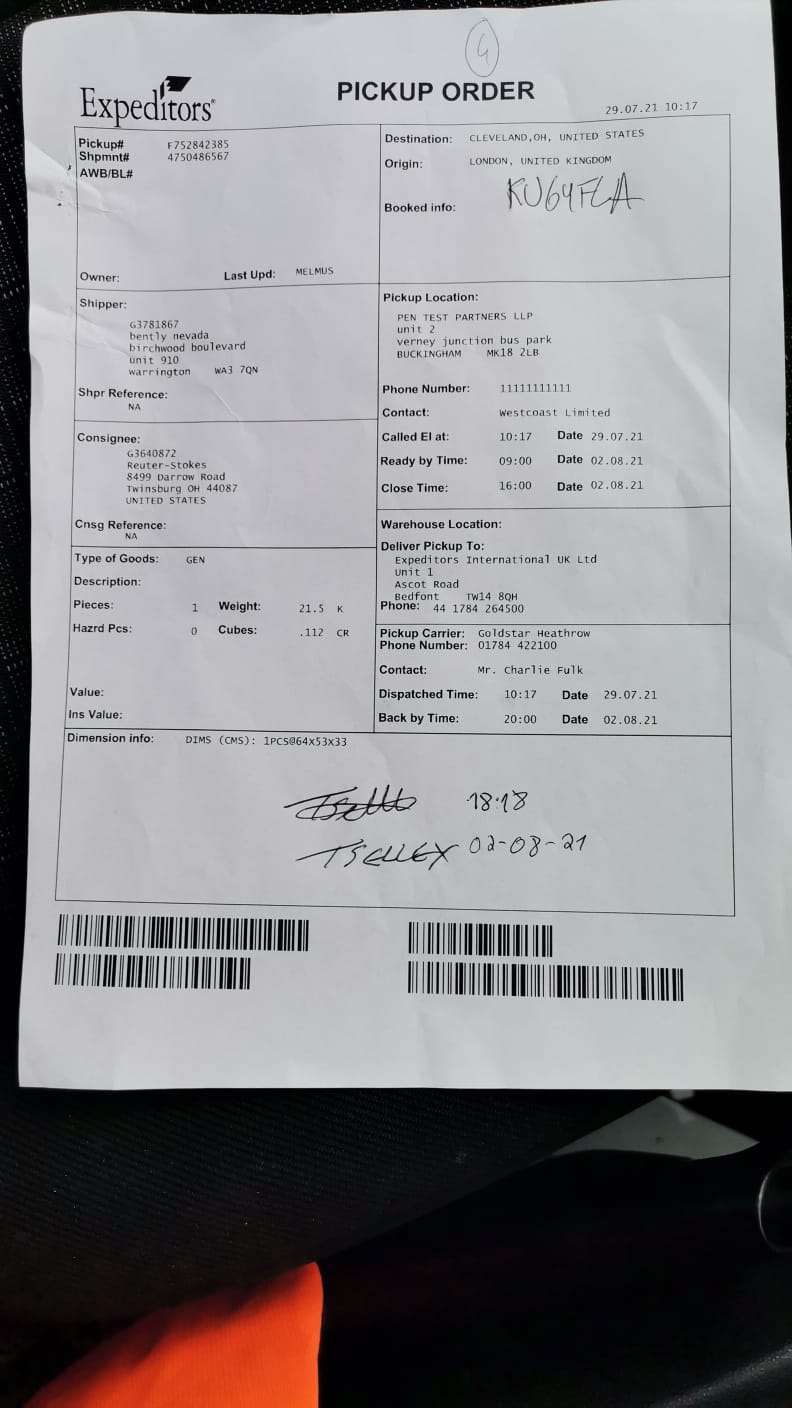 4
Expeditors®
PICKUP ORDER
29.07.21 10:17
Pickup# F752842385
Shpmnt# 4750486567
AWB/BL#
Owner: Last Upd: MELMUS
Destination: CLEVELAND,OH, UNITED STATES
Origin: LONDON, UNITED KINGDOM
Booked info: KU64FLA
Shipper:
G3781867
bently nevada
birchwood boulevard
unit 910
warrington WA3 7QN
Shpr Reference:
NA
Pickup Location:
PEN TEST PARTNERS LLP
unit 2
verney junction bus park
BUCKINGHAM MK18 2LB
Phone Number: 11111111111
Contact: Westcoast Limited
Called EI at: 10:17 Date 29.07.21
Ready by Time: 09:00 Date 02.08.21
Close Time: 16:00 Date 02.08.21
Consignee:
G3640872
Reuter-Stokes
8499 Darrow Road
Twinsburg OH 44087
UNITED STATES
Cnsg Reference:
NA
Warehouse Location:
Deliver Pickup To:
Expeditors International UK Ltd
Unit 1
Ascot Road
Bedfont TW14 8QH
Phone: 44 1784 264500
Type of Goods: GEN
Description:
Pieces: 1 Weight: 21.5 K
Hazrd Pcs: 0 Cubes: .112 CR
Value:
Ins Value:
Pickup Carrier: Goldstar Heathrow
Phone Number: 01784 422100
Contact: Mr. Charlie Fulk
Dispatched Time: 10:17 Date 29.07.21
Back by Time: 20:00 Date 02.08.21
Dimension info: DIMS (CMS): 1PCS@64x53x33
18:18
TSELLEX 02-08-21